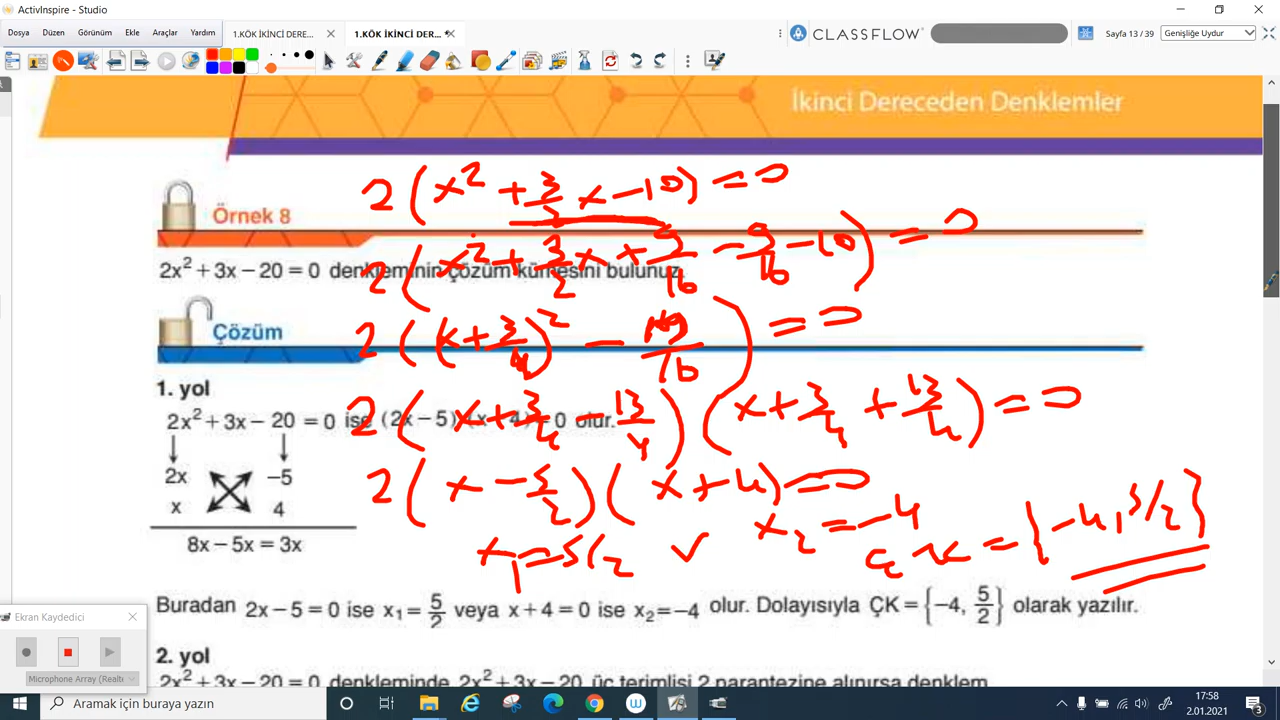 ActivInspire - Studio
Dosya Düzen Görünüm Ekle Araçlar Yardım
1.KÖK İKİNCİ DERE...
1.KÖK İKİNCİ DER...
CLASSFLOW
Sayfa 13 / 39
Genişliğe Uydur
İkinci Dereceden Denklemler
2(x² + 3/2 x - 10) = 0
Örnek 8
2(x² + 3/2 x + 9/16 - 9/16 - 10) = 0
2x² + 3x - 20 = 0 denkleminin çözüm kümesini bulunuz.
Çözüm
2((x + 3/4)² - 169/16) = 0
1. yol
2(x + 3/4 - 13/4)(x + 3/4 + 13/4) = 0
2x² + 3x - 20 = 0 ise (2x - 5) (x + 4) = 0 olur.
2x -5
x 4
2(x - 5/2)(x + 4) = 0
x₁ = 5/2 ✓ x₂ = -4
ÇK = {-4, 5/2}
8x - 5x = 3x
Buradan 2x - 5 = 0 ise x₁ = 5/2 veya x + 4 = 0 ise x₂ = -4 olur. Dolayısıyla ÇK = {-4, 5/2} olarak yazılır.
Ekran Kaydedici
Microphone Array (Realte
2. yol
2x² + 3x - 20 = 0 denkleminde 2x² + 3x - 20 üç terimlisi 2 parantezine alınırsa denklem
Aramak için buraya yazın
17:58
2.01.2021
3